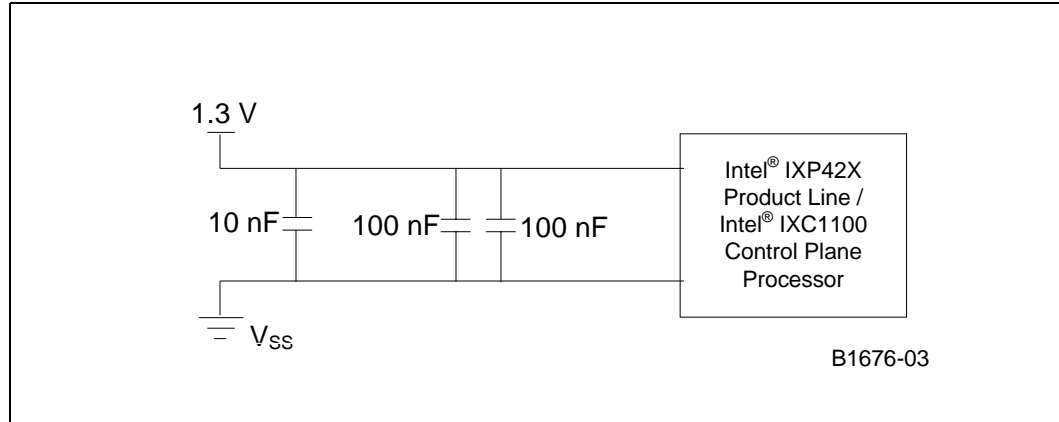 1.3 V
10 nF
100 nF
100 nF
Intel® IXP42X
Product Line /
Intel® IXC1100
Control Plane
Processor
VSS
B1676-03